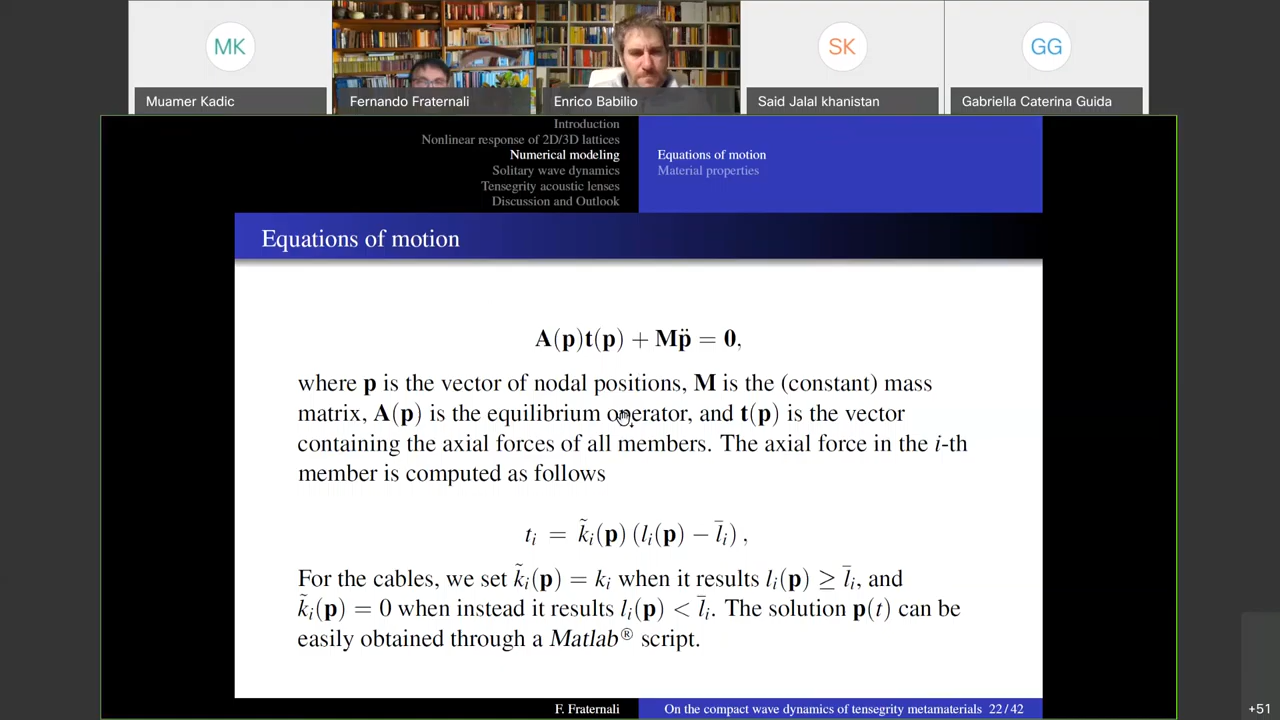 MK
SK
GG
Muamer Kadic
Fernando Fraternali
Enrico Babilio
Said Jalal khanistan
Gabriella Caterina Guida
Introduction
Nonlinear response of 2D/3D lattices
Numerical modeling
Solitary wave dynamics
Tensegrity acoustic lenses
Discussion and Outlook
Equations of motion
Material properties
Equations of motion
A(p)t(p) + Mp̈ = 0,
where p is the vector of nodal positions, M is the (constant) mass
matrix, A(p) is the equilibrium operator, and t(p) is the vector
containing the axial forces of all members. The axial force in the i-th
member is computed as follows
tᵢ = k̃ᵢ(p) (lᵢ(p) − l̄ᵢ) ,
For the cables, we set k̃ᵢ(p) = kᵢ when it results lᵢ(p) ≥ l̄ᵢ, and
k̃ᵢ(p) = 0 when instead it results lᵢ(p) < l̄ᵢ. The solution p(t) can be
easily obtained through a Matlab® script.
F. Fraternali
On the compact wave dynamics of tensegrity metamaterials 22 / 42
+51